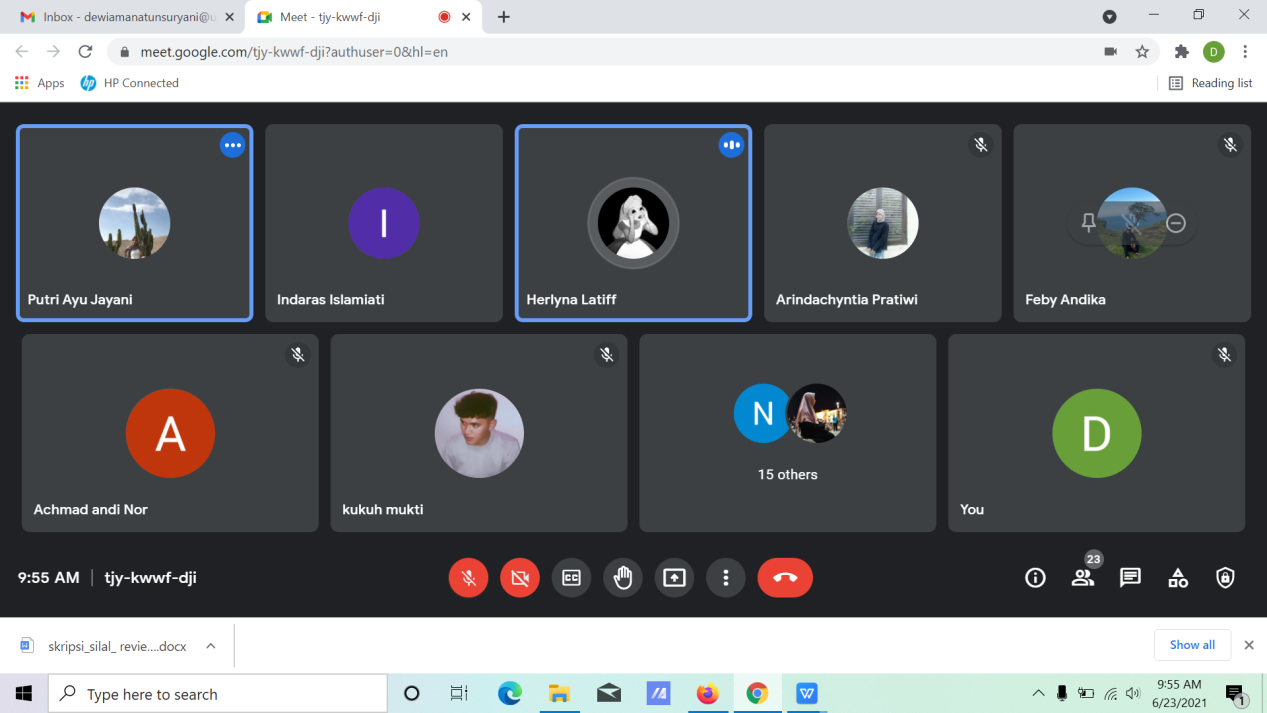 Inbox - dewiamanatunsuryani@u
Meet - tjy-kwwf-dji
meet.google.com/tjy-kwwf-dji?authuser=0&hl=en
D
Apps
HP Connected
Reading list
Putri Ayu Jayani
I
Indaras Islamiati
Herlyna Latiff
Arindachyntia Pratiwi
Feby Andika
A
Achmad andi Nor
kukuh mukti
N
15 others
D
You
9:55 AM
tjy-kwwf-dji
CC
23
skripsi_silal_ revie....docx
Show all
Type here to search
9:55 AM
6/23/2021
1